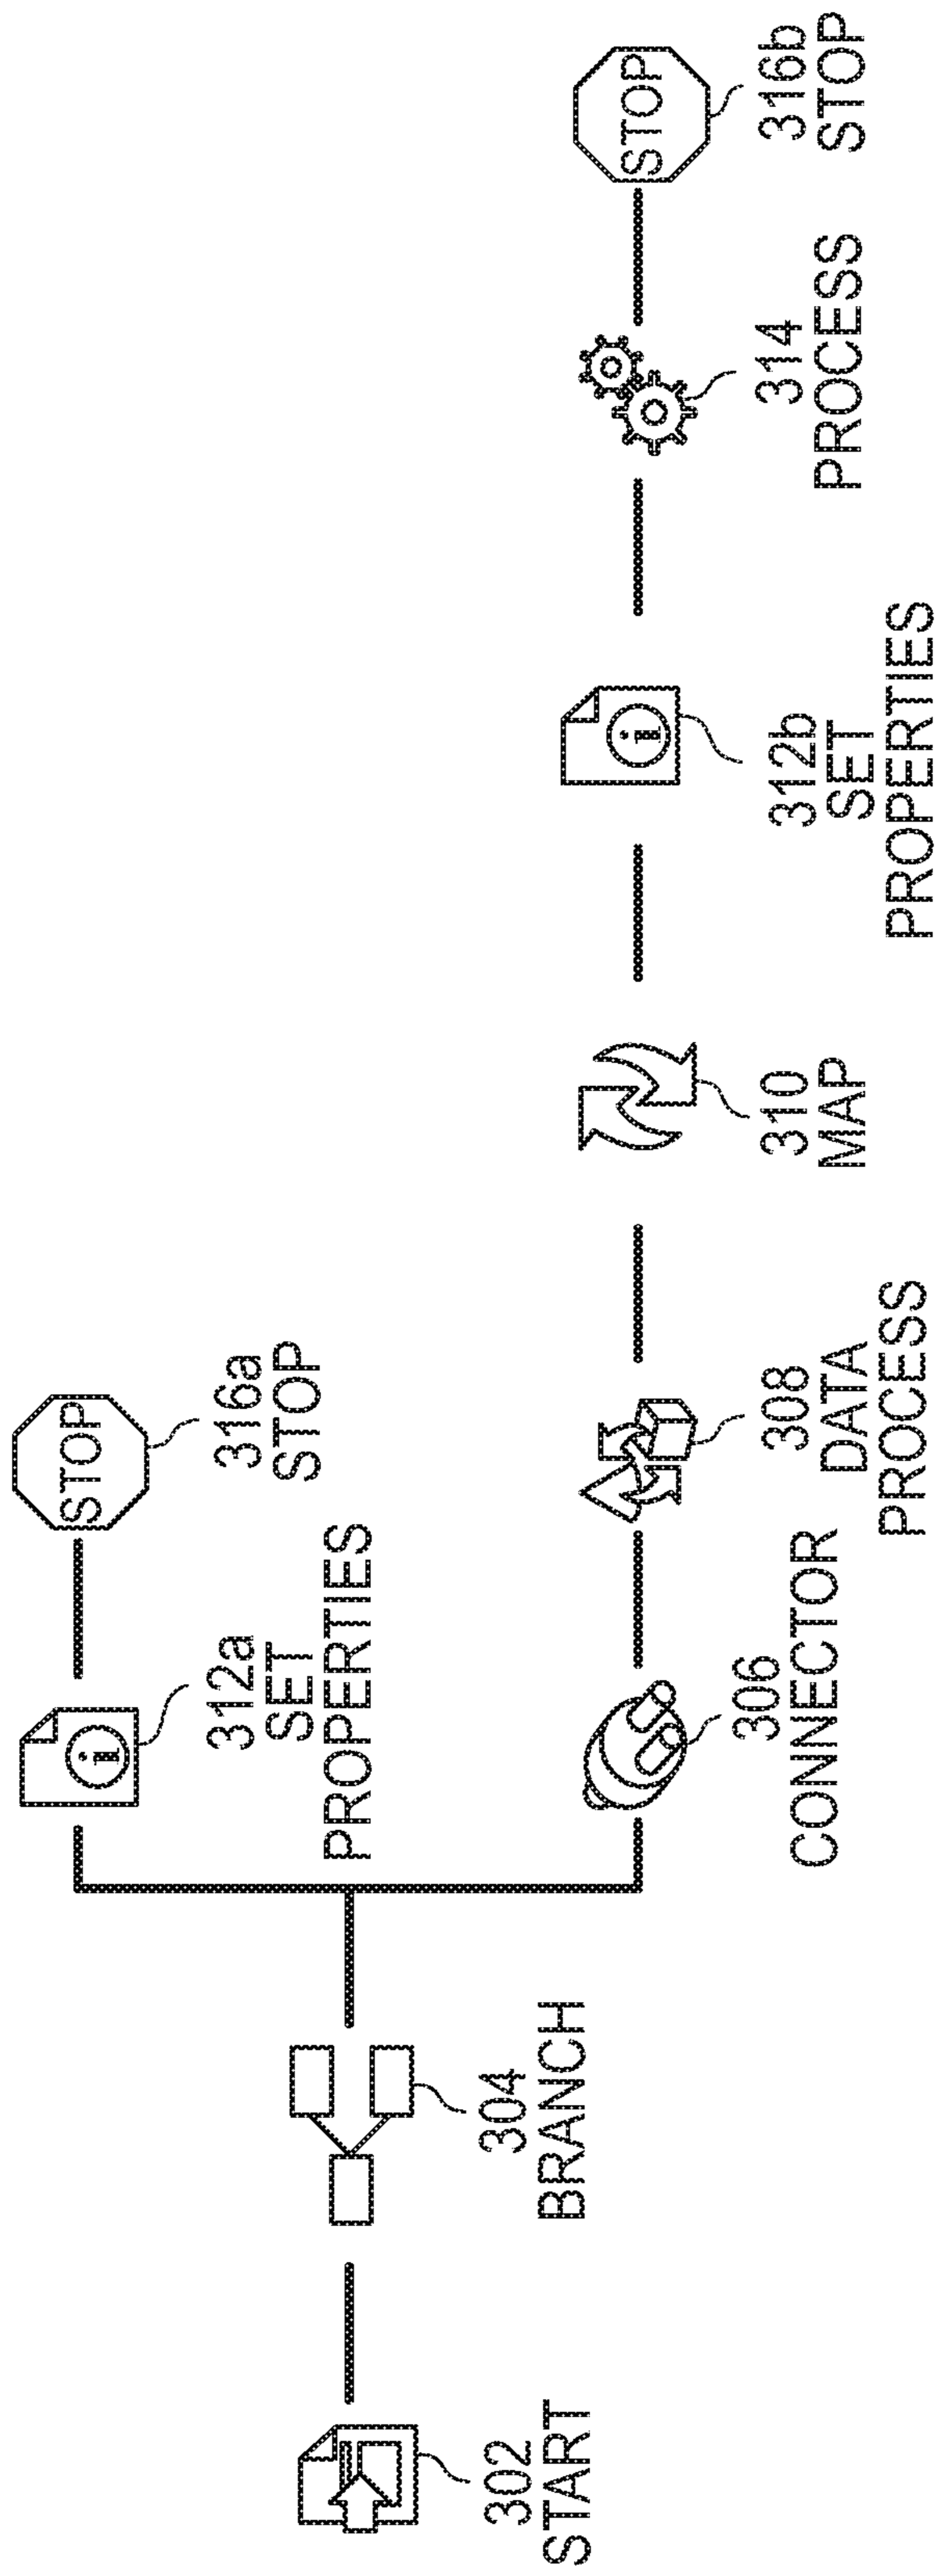 302
START
304
BRANCH
312a
SET
PROPERTIES
STOP
316a
STOP
306
CONNECTOR
308
DATA
PROCESS
310
MAP
312b
SET
PROPERTIES
314
PROCESS
STOP
316b
STOP